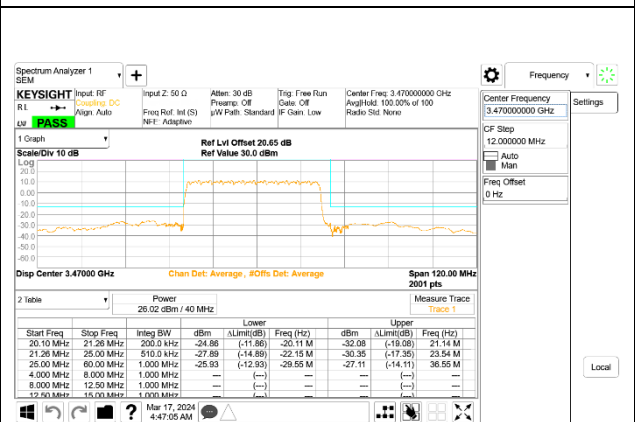 Spectrum Analyzer 1
SEM
+
Frequency
KEYSIGHT
Input: RF
Coupling: DC
Align: Auto
Input Z: 50 Ω
Freq Ref: Int (S)
NFE: Adaptive
Atten: 30 dB
Preamp: Off
µW Path: Standard
Trig: Free Run
Gate: Off
IF Gain: Low
Center Freq: 3.470000000 GHz
Avg|Hold: 100.00% of 100
Radio Std: None
RL
PASS
Center Frequency
3.470000000 GHz
Settings
CF Step
12.000000 MHz
Auto
Man
Freq Offset
0 Hz
1 Graph
Scale/Div 10 dB
Ref Lvl Offset 20.65 dB
Ref Value 30.0 dBm
Log
20.0
10.0
0.00
-10.0
-20.0
-30.0
-40.0
-50.0
-60.0
Disp Center 3.47000 GHz
Chan Det: Average, #Offs Det: Average
Span 120.00 MHz
2001 pts
2 Table
Power
26.02 dBm / 40 MHz
Measure Trace
Trace 1
Lower Upper
Start Freq Stop Freq Integ BW dBm ΔLimit(dB) Freq (Hz) dBm ΔLimit(dB) Freq (Hz)
20.10 MHz 21.26 MHz 200.0 kHz -24.86 (-11.86) -20.11 M -32.08 (-19.08) 21.14 M
21.26 MHz 25.00 MHz 510.0 kHz -27.89 (-14.89) -22.15 M -30.35 (-17.35) 23.54 M
25.00 MHz 60.00 MHz 1.000 MHz -25.93 (-12.93) -29.55 M -27.11 (-14.11) 36.55 M
4.000 MHz 8.000 MHz 1.000 MHz --- (---) --- (---)
8.000 MHz 12.50 MHz 1.000 MHz --- (---) --- (---)
12.50 MHz 15.00 MHz 1.000 MHz --- (---) --- (---)
Local
?
Mar 17, 2024
4:47:05 AM